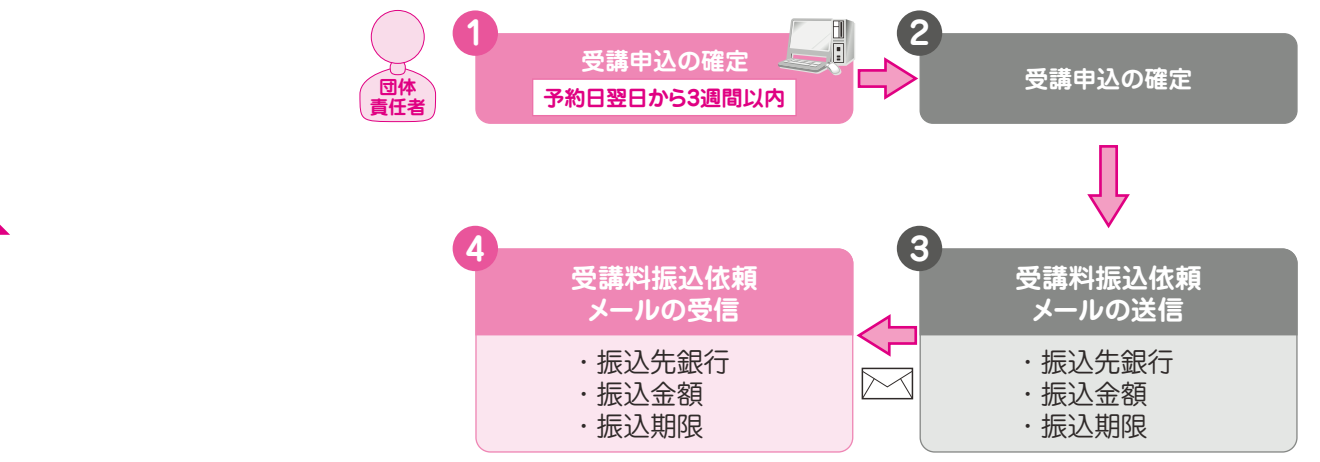 団体
責任者
1
受講申込の確定
予約日翌日から3週間以内
2
受講申込の確定
3
受講料振込依頼
メールの送信
・振込先銀行
・振込金額
・振込期限
4
受講料振込依頼
メールの受信
・振込先銀行
・振込金額
・振込期限